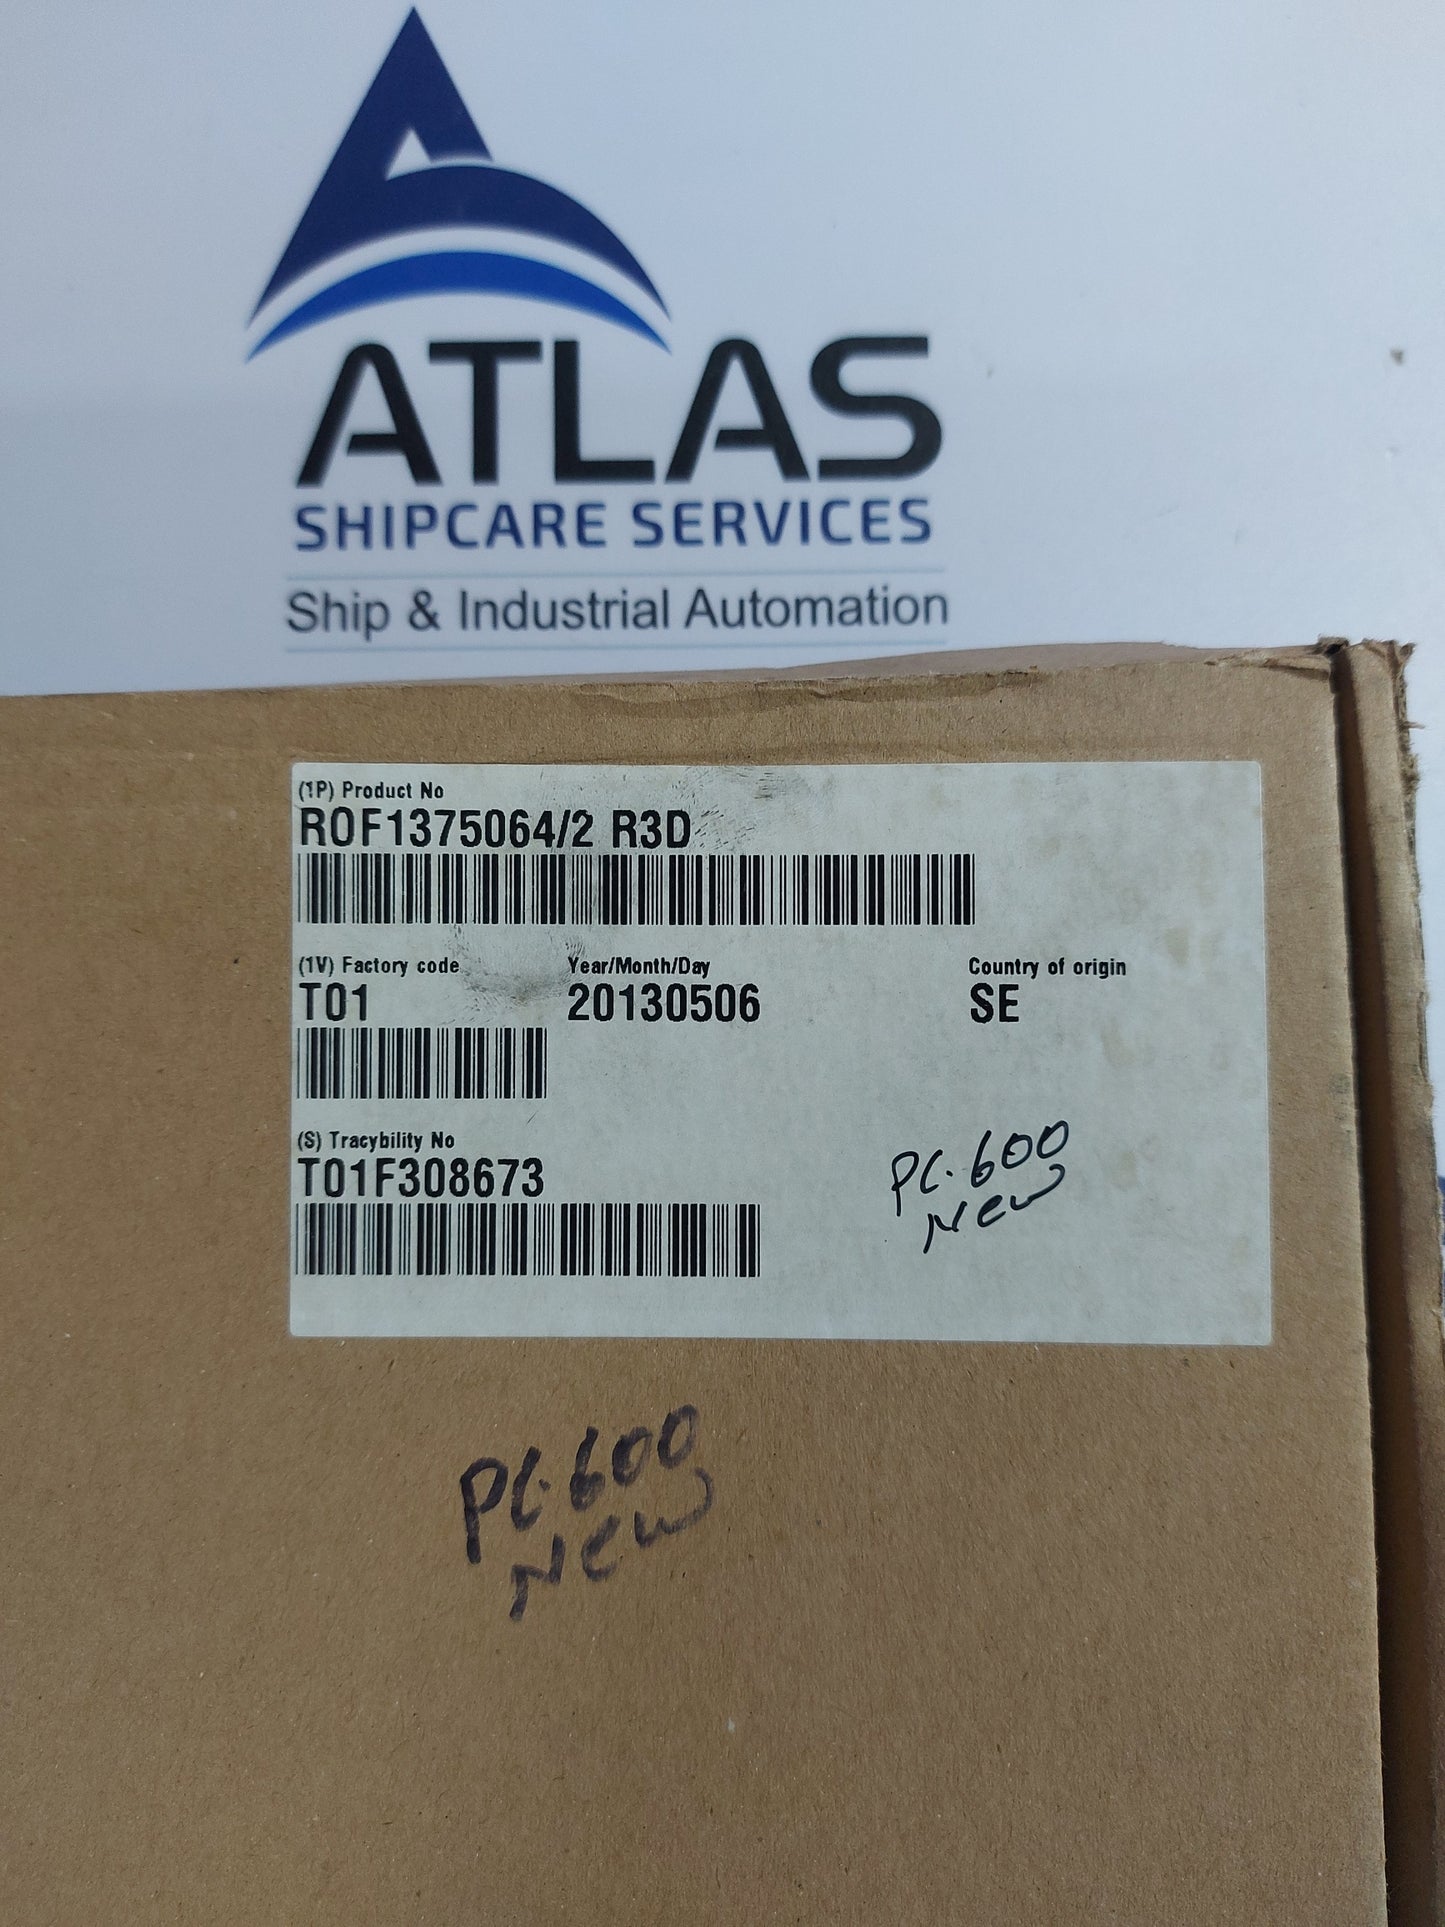 ATLAS
SHIPCARE SERVICES
Ship & Industrial Automation
(1P) Product No
ROF1375064/2 R3D
(1V) Factory code Year/Month/Day Country of origin
T01 20130506 SE
(S) Tracybility No
T01F308673
PC-600
New
PC-600
New